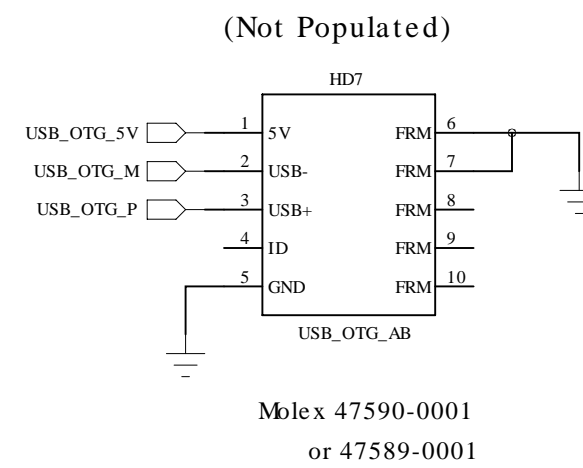 (Not Populated)
HD7
USB_OTG_5V 1 5V FRM 6
USB_OTG_M 2 USB- FRM 7
USB_OTG_P 3 USB+ FRM 8
4 ID FRM 9
5 GND FRM 10
USB_OTG_AB
Molex 47590-0001
or 47589-0001